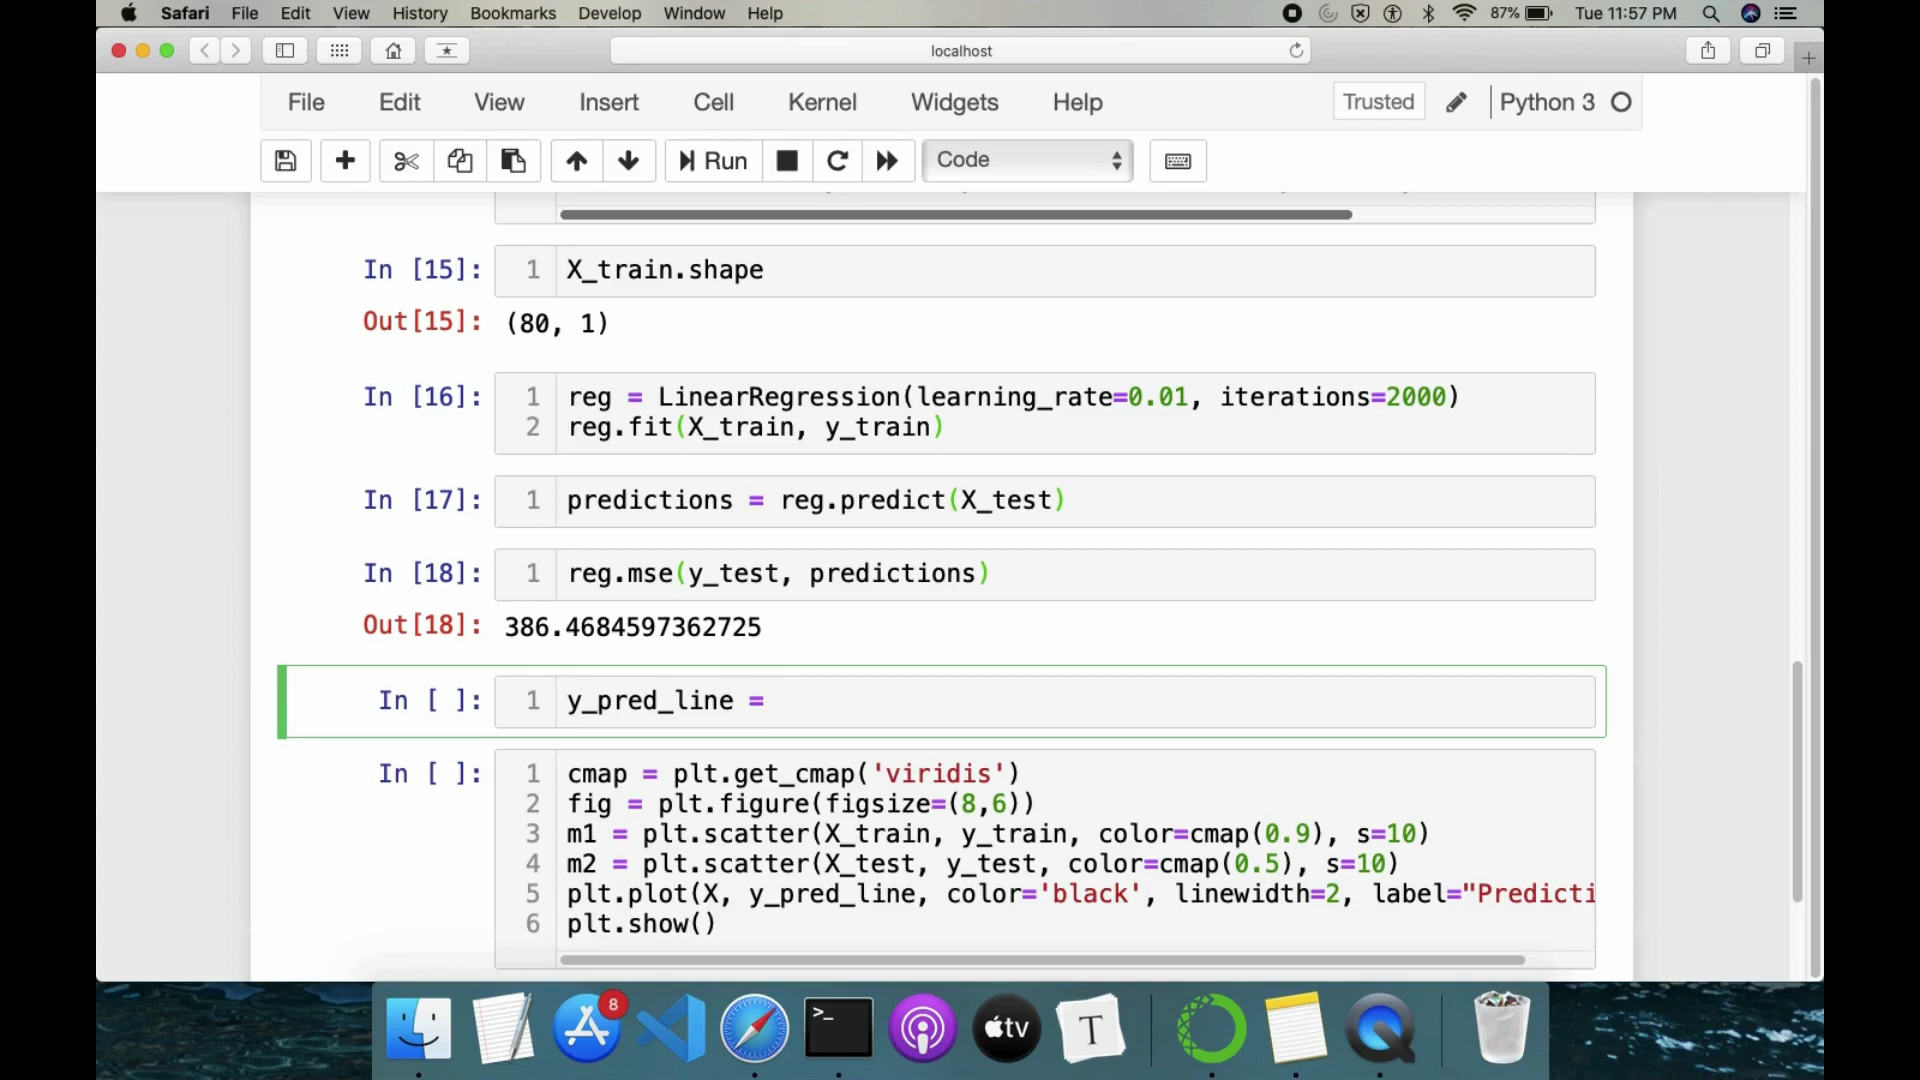 Safari File Edit View History Bookmarks Develop Window Help 87% Tue 11:57 PM
localhost
File Edit View Insert Cell Kernel Widgets Help Trusted Python 3
Run Code
In [15]: 1 X_train.shape
Out[15]: (80, 1)
In [16]: 1 reg = LinearRegression(learning_rate=0.01, iterations=2000)
2 reg.fit(X_train, y_train)
In [17]: 1 predictions = reg.predict(X_test)
In [18]: 1 reg.mse(y_test, predictions)
Out[18]: 386.4684597362725
In [ ]: 1 y_pred_line =
In [ ]: 1 cmap = plt.get_cmap('viridis')
2 fig = plt.figure(figsize=(8,6))
3 m1 = plt.scatter(X_train, y_train, color=cmap(0.9), s=10)
4 m2 = plt.scatter(X_test, y_test, color=cmap(0.5), s=10)
5 plt.plot(X, y_pred_line, color='black', linewidth=2, label="Predicti
6 plt.show()
8
>_
tv
T